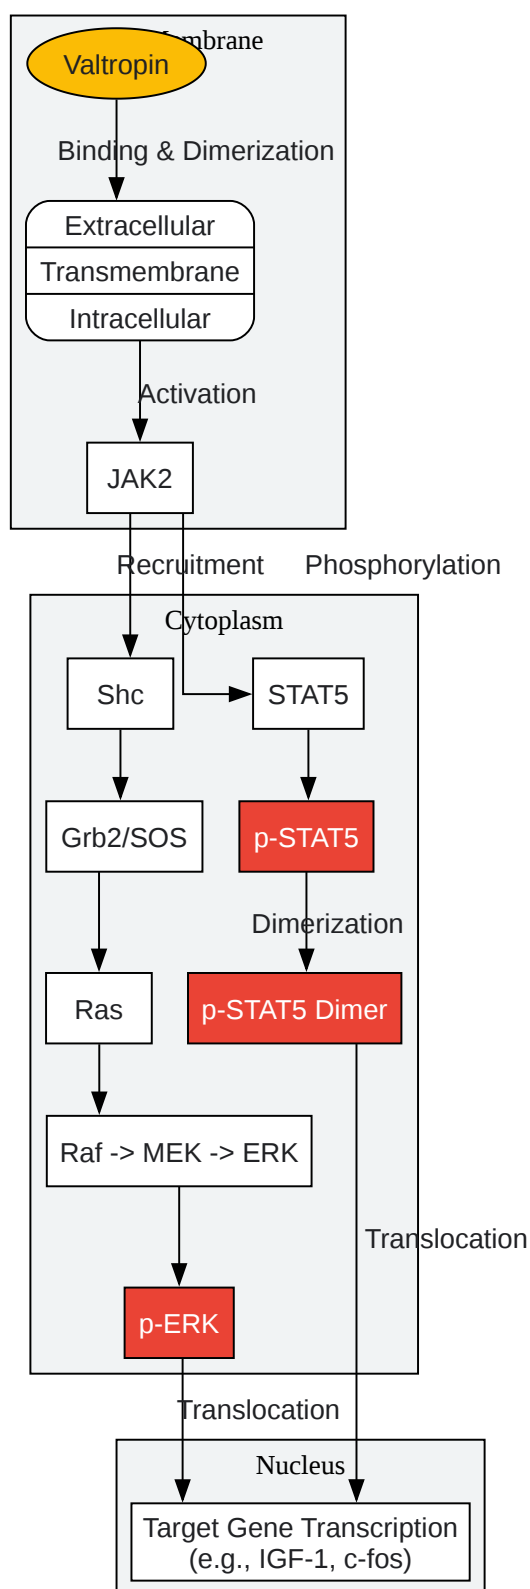 Membrane
Valtropin
Binding & Dimerization
Extracellular
Transmembrane
Intracellular
Activation
JAK2
Recruitment
Phosphorylation
Cytoplasm
Shc
STAT5
Grb2/SOS
p-STAT5
Dimerization
Ras
p-STAT5 Dimer
Raf -> MEK -> ERK
Translocation
p-ERK
Translocation
Nucleus
Target Gene Transcription
(e.g., IGF-1, c-fos)